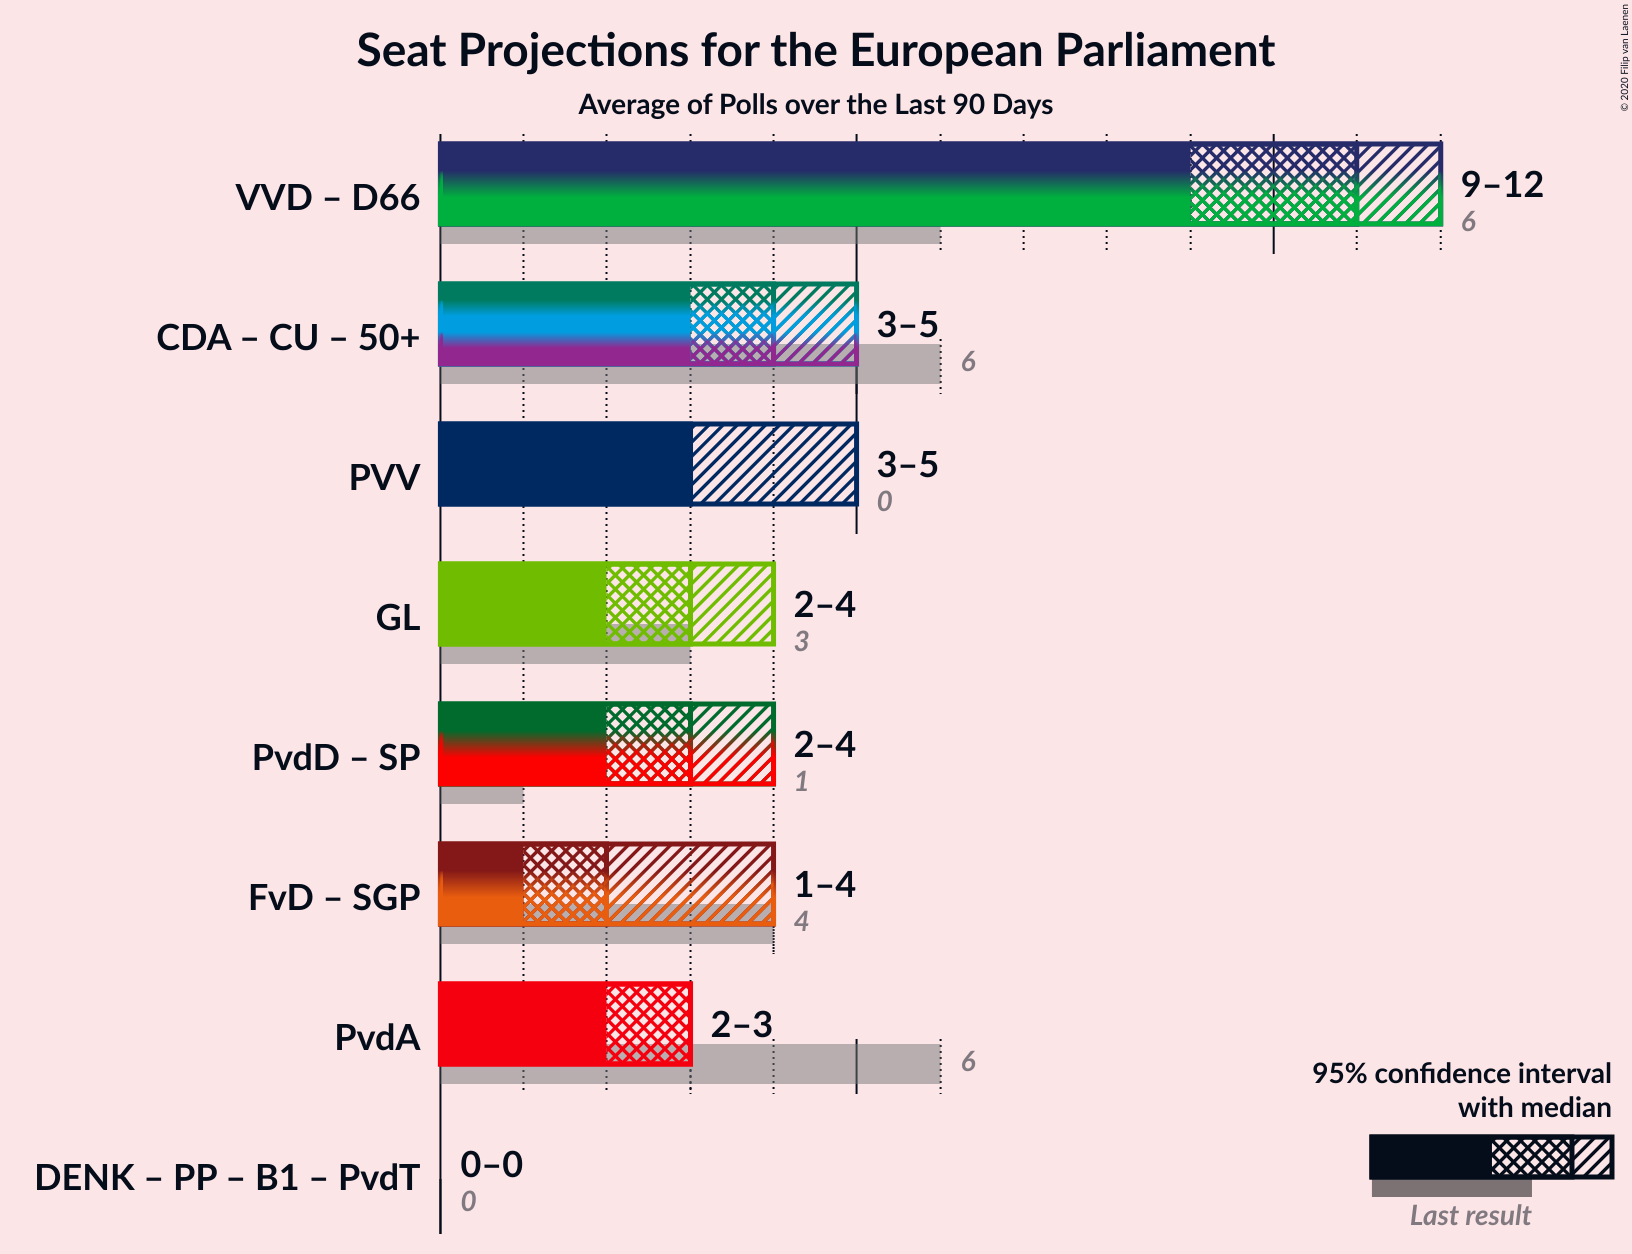 Seat Projections for the European Parliament
Average of Polls over the Last 90 Days
© 2020 Filip van Laenen
VVD – D66
9–12
6
CDA – CU – 50+
3–5
6
PVV
3–5
0
GL
2–4
3
PvdD – SP
2–4
1
FvD – SGP
1–4
4
PvdA
2–3
6
DENK – PP – B1 – PvdT
0–0
0
95% confidence interval
with median
Last result